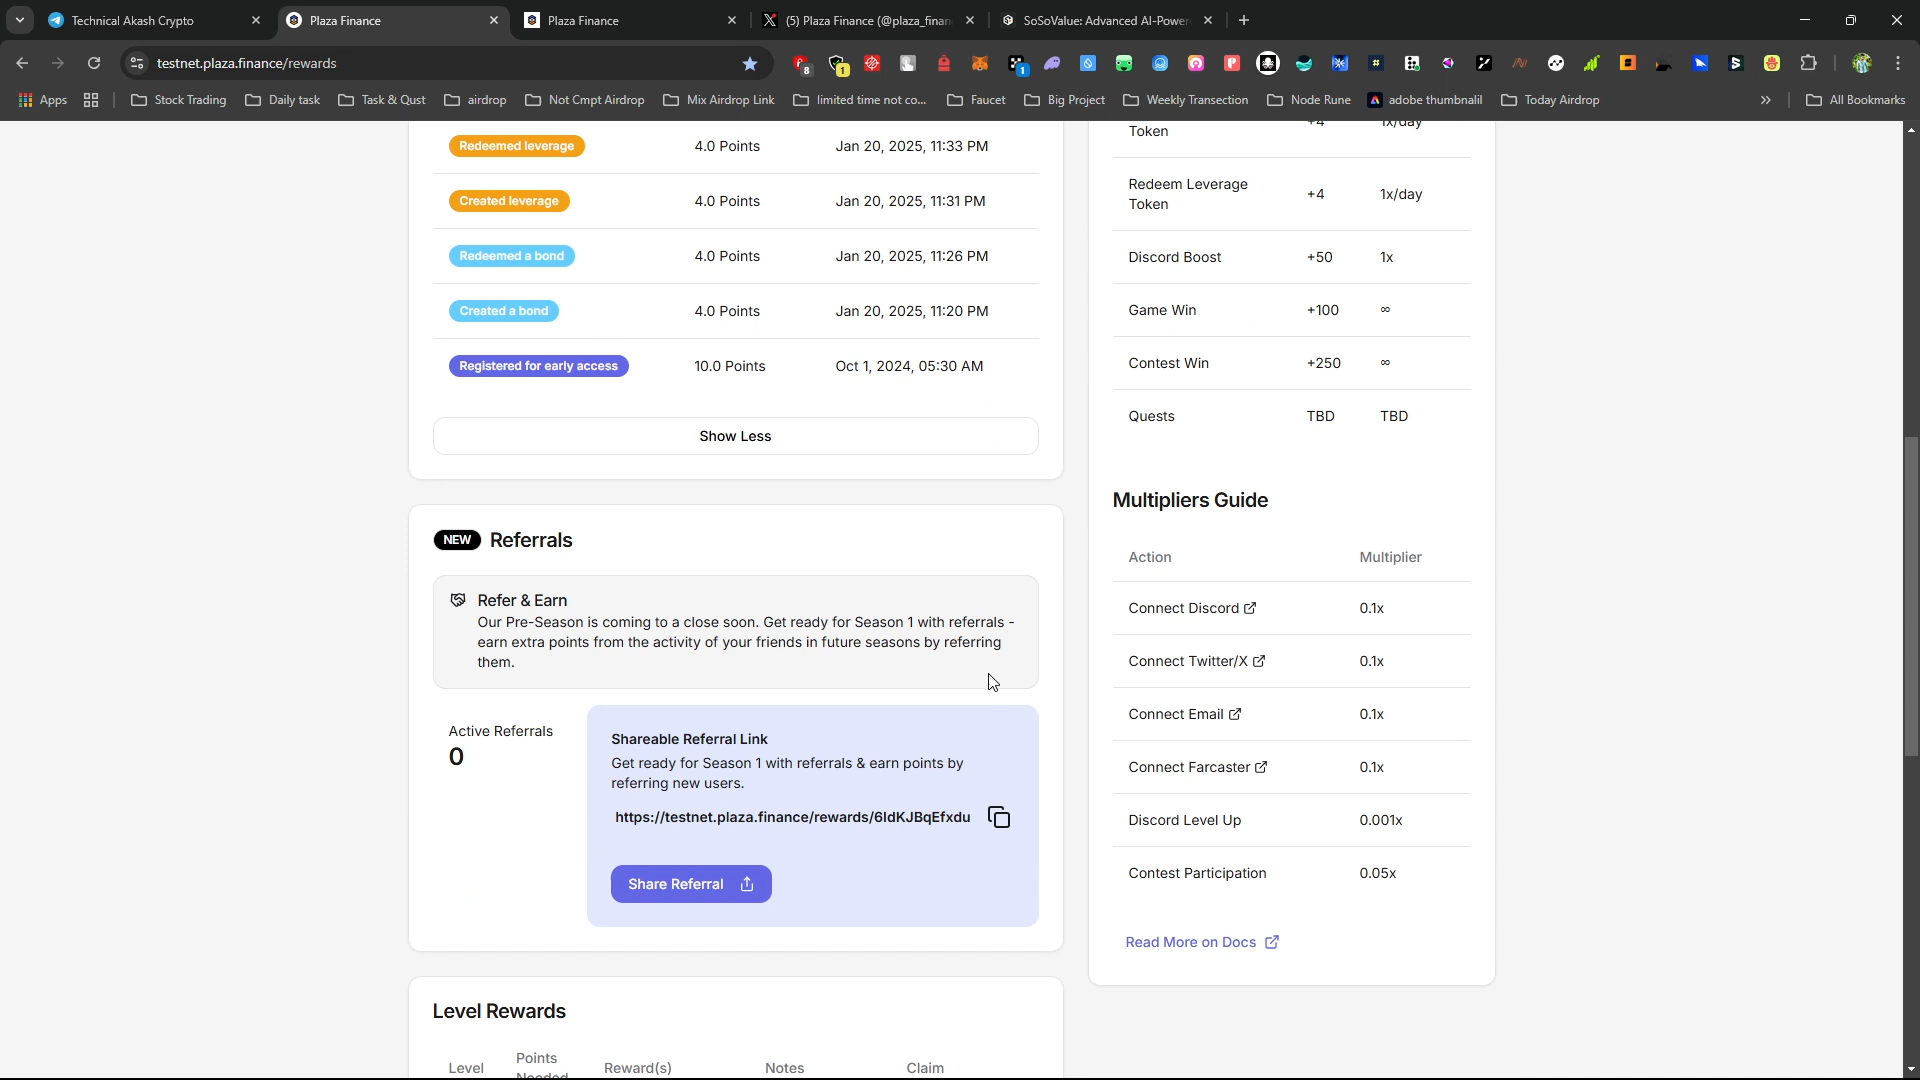 Technical Akash Crypto
Plaza Finance
Plaza Finance
(5) Plaza Finance (@plaza_finan
SoSoValue: Advanced AI-Power
testnet.plaza.finance/rewards
8
1
1
Apps
Stock Trading
Daily task
Task & Qust
airdrop
Not Cmpt Airdrop
Mix Airdrop Link
limited time not co...
Faucet
Big Project
Weekly Transection
Node Rune
adobe thumbnalil
Today Airdrop
»
All Bookmarks
Redeemed leverage 4.0 Points Jan 20, 2025, 11:33 PM
Created leverage 4.0 Points Jan 20, 2025, 11:31 PM
Redeemed a bond 4.0 Points Jan 20, 2025, 11:26 PM
Created a bond 4.0 Points Jan 20, 2025, 11:20 PM
Registered for early access 10.0 Points Oct 1, 2024, 05:30 AM
Show Less
NEW Referrals
Refer & Earn
Our Pre-Season is coming to a close soon. Get ready for Season 1 with referrals -
earn extra points from the activity of your friends in future seasons by referring
them.
Active Referrals
0
Shareable Referral Link
Get ready for Season 1 with referrals & earn points by
referring new users.
https://testnet.plaza.finance/rewards/6ldKJBqEfxdu
Share Referral
Level Rewards
Level
Points
Needed
Reward(s)
Notes
Claim
Token +4 1x/day
Redeem Leverage
Token
+4 1x/day
Discord Boost +50 1x
Game Win +100 ∞
Contest Win +250 ∞
Quests TBD TBD
Multipliers Guide
Action Multiplier
Connect Discord 0.1x
Connect Twitter/X 0.1x
Connect Email 0.1x
Connect Farcaster 0.1x
Discord Level Up 0.001x
Contest Participation 0.05x
Read More on Docs